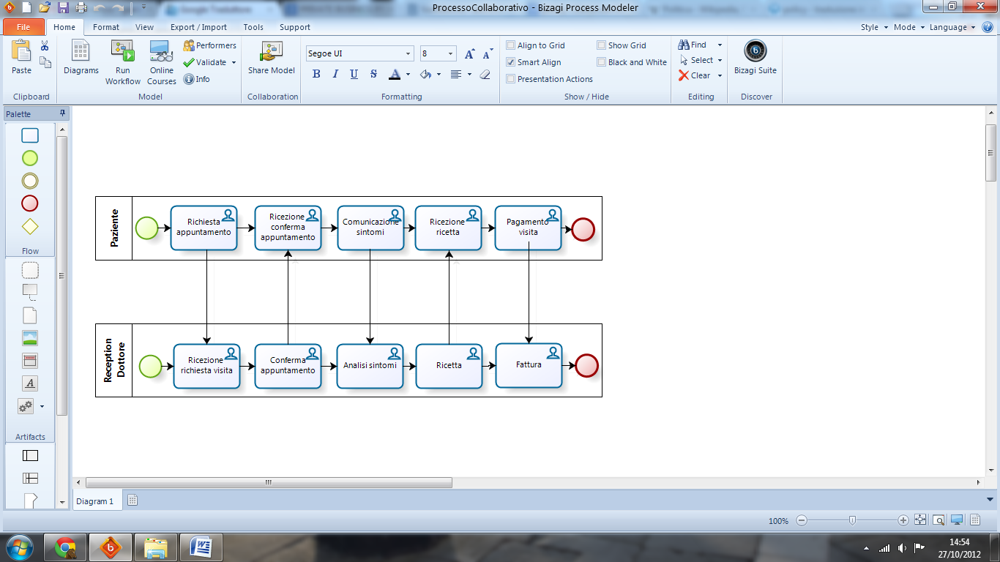 ProcessoCollaborativo - Bizagi Process Modeler
File Home Format View Export / Import Tools Support Style Mode Language
Paste
Clipboard
Diagrams
Run
Workflow
Online
Courses
Performers
Validate
Info
Model
Share Model
Collaboration
Segoe UI 8
B I U S A
Formatting
Align to Grid Show Grid
Smart Align Black and White
Presentation Actions
Show / Hide
Find
Select
Clear
Editing
Bizagi Suite
Discover
Palette
Flow
A
Artifacts
Paziente
Richiesta
appuntamento
Ricezione
conferma
appuntamento
Comunicazione
sintomi
Ricezione
ricetta
Pagamento
visita
Reception
Dottore
Ricezione
richiesta visita
Conferma
appuntamento
Analisi sintomi
Ricetta
Fattura
Diagram 1
100%
14:54
27/10/2012